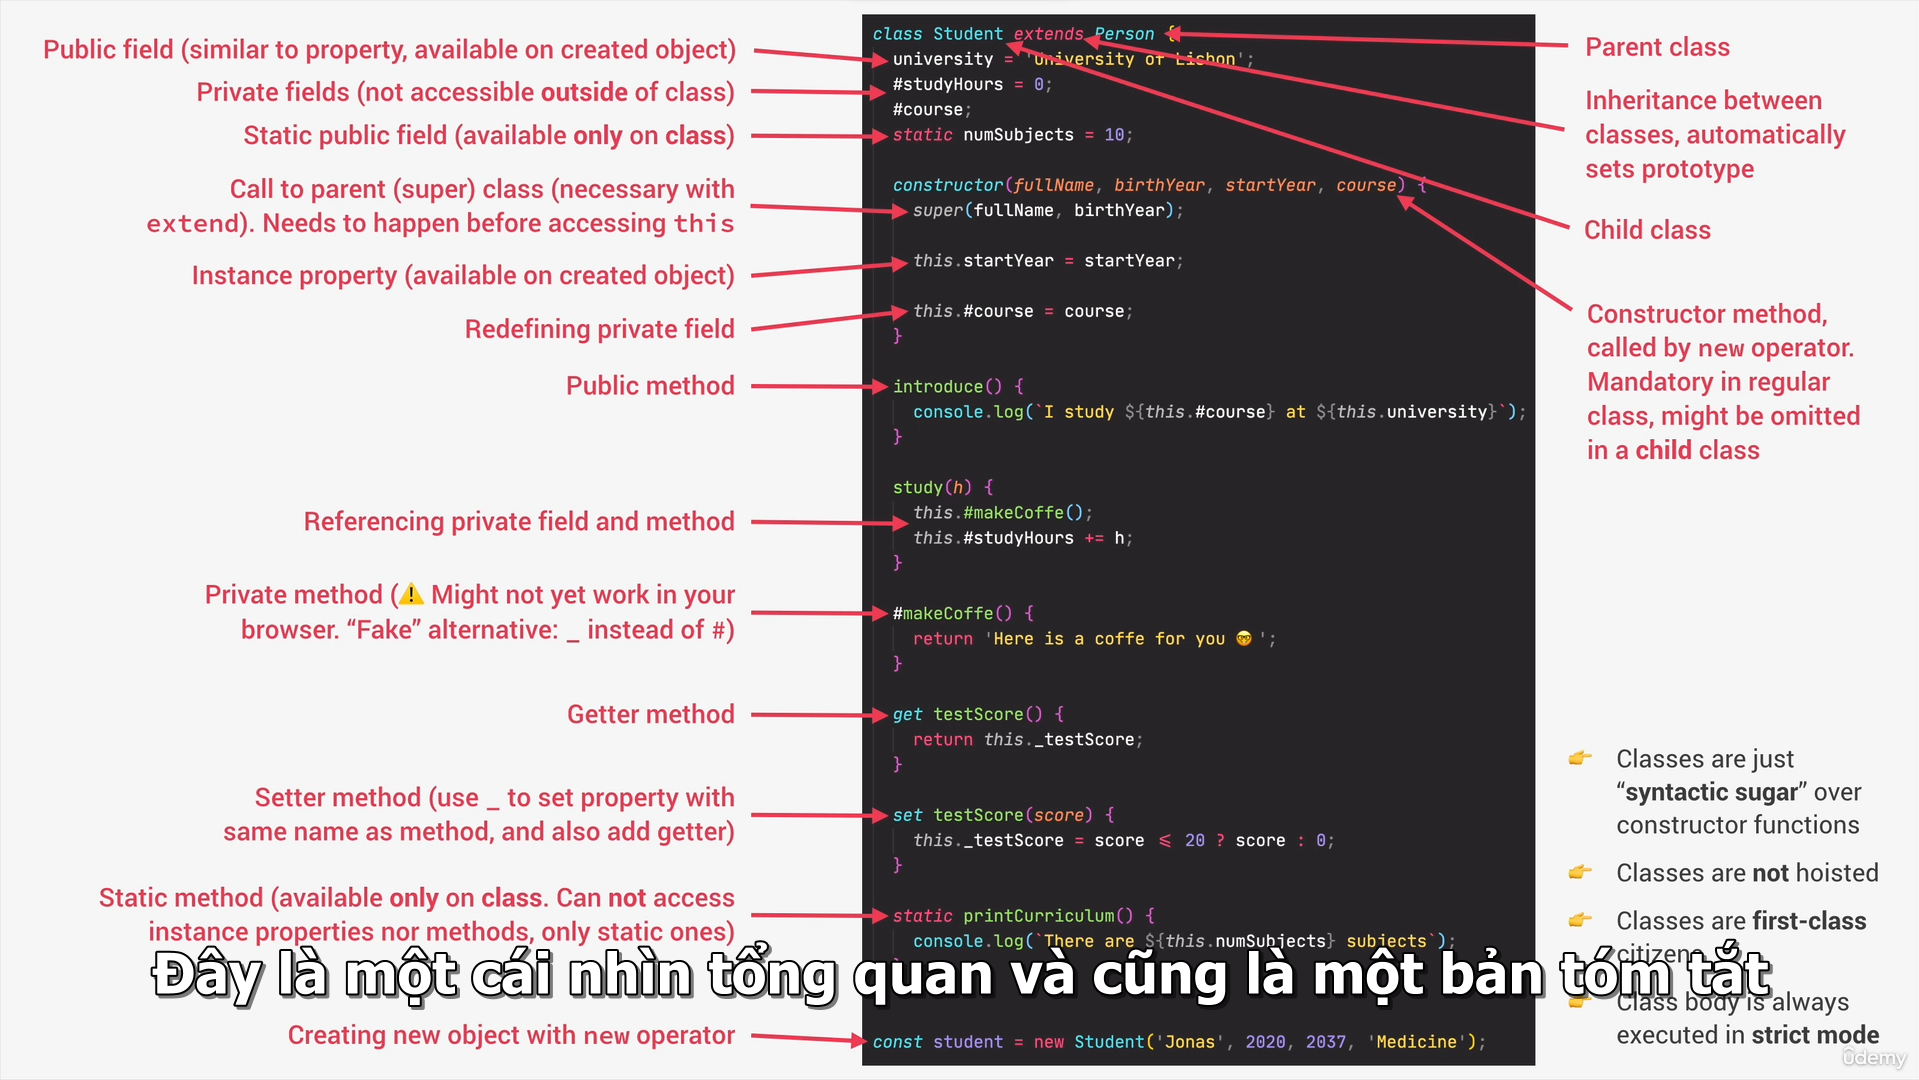 Public field (similar to property, available on created object)
Private fields (not accessible outside of class)
Static public field (available only on class)
Call to parent (super) class (necessary with
extend). Needs to happen before accessing this
Instance property (available on created object)
Redefining private field
Public method
Referencing private field and method
Private method (⚠️ Might not yet work in your
browser. “Fake” alternative: _ instead of #)
Getter method
Setter method (use _ to set property with
same name as method, and also add getter)
Static method (available only on class. Can not access
instance properties nor methods, only static ones)
Creating new object with new operator
class Student extends Person {
university = 'University of Lisbon';
#studyHours = 0;
#course;
static numSubjects = 10;
constructor(fullName, birthYear, startYear, course) {
super(fullName, birthYear);
this.startYear = startYear;
this.#course = course;
}
introduce() {
console.log(`I study ${this.#course} at ${this.university}`);
}
study(h) {
this.#makeCoffe();
this.#studyHours += h;
}
#makeCoffe() {
return 'Here is a coffe for you 🤓 ';
}
get testScore() {
return this._testScore;
}
set testScore(score) {
this._testScore = score ≤ 20 ? score : 0;
}
static printCurriculum() {
console.log(`There are ${this.numSubjects} subjects`);
const student = new Student('Jonas', 2020, 2037, 'Medicine');
Parent class
Inheritance between
classes, automatically
sets prototype
Child class
Constructor method,
called by new operator.
Mandatory in regular
class, might be omitted
in a child class
👉 Classes are just
“syntactic sugar” over
constructor functions
👉 Classes are not hoisted
👉 Classes are first-class
citizens
👉 Class body is always
executed in strict mode
Đây là một cái nhìn tổng quan và cũng là một bản tóm tắt
ûdemy